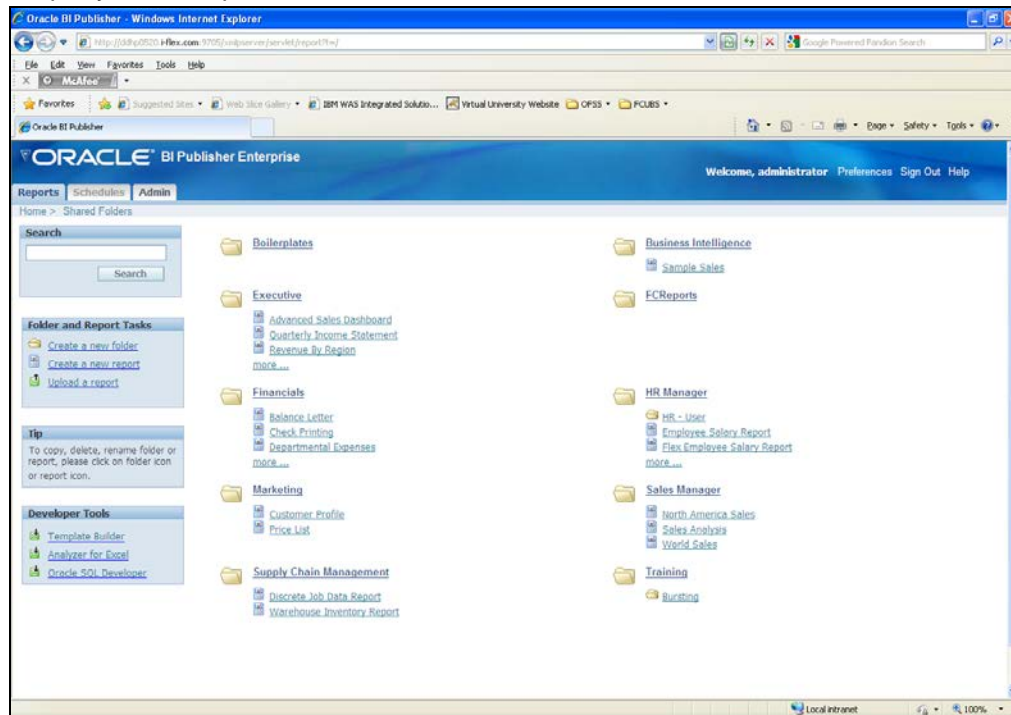 Oracle BI Publisher - Windows Internet Explorer
Google Powered Pandion Search
File Edit View Favorites Tools Help
McAfee
Favorites Suggested Sites Web Slice Gallery IBM WAS Integrated Solutio... Virtual University Website OFSS FCUBS
Oracle BI Publisher Page Safety Tools
ORACLE BI Publisher Enterprise
Welcome, administrator Preferences Sign Out Help
Reports Schedules Admin
Home > Shared Folders
Search
Search
Folder and Report Tasks
Create a new folder
Create a new report
Upload a report
Tip
To copy, delete, rename folder or
report, please click on folder icon
or report icon.
Developer Tools
Template Builder
Analyzer for Excel
Oracle SQL Developer
Boilerplates
Business Intelligence
Sample Sales
Executive
Advanced Sales Dashboard
Quarterly Income Statement
Revenue By Region
more ...
FCReports
Financials
Balance Letter
Check Printing
Departmental Expenses
more ...
HR Manager
HR - User
Employee Salary Report
Flex Employee Salary Report
more ...
Marketing
Customer Profile
Price List
Sales Manager
North America Sales
Sales Analysis
World Sales
Supply Chain Management
Discrete Job Data Report
Warehouse Inventory Report
Training
Bursting
Local intranet 100%